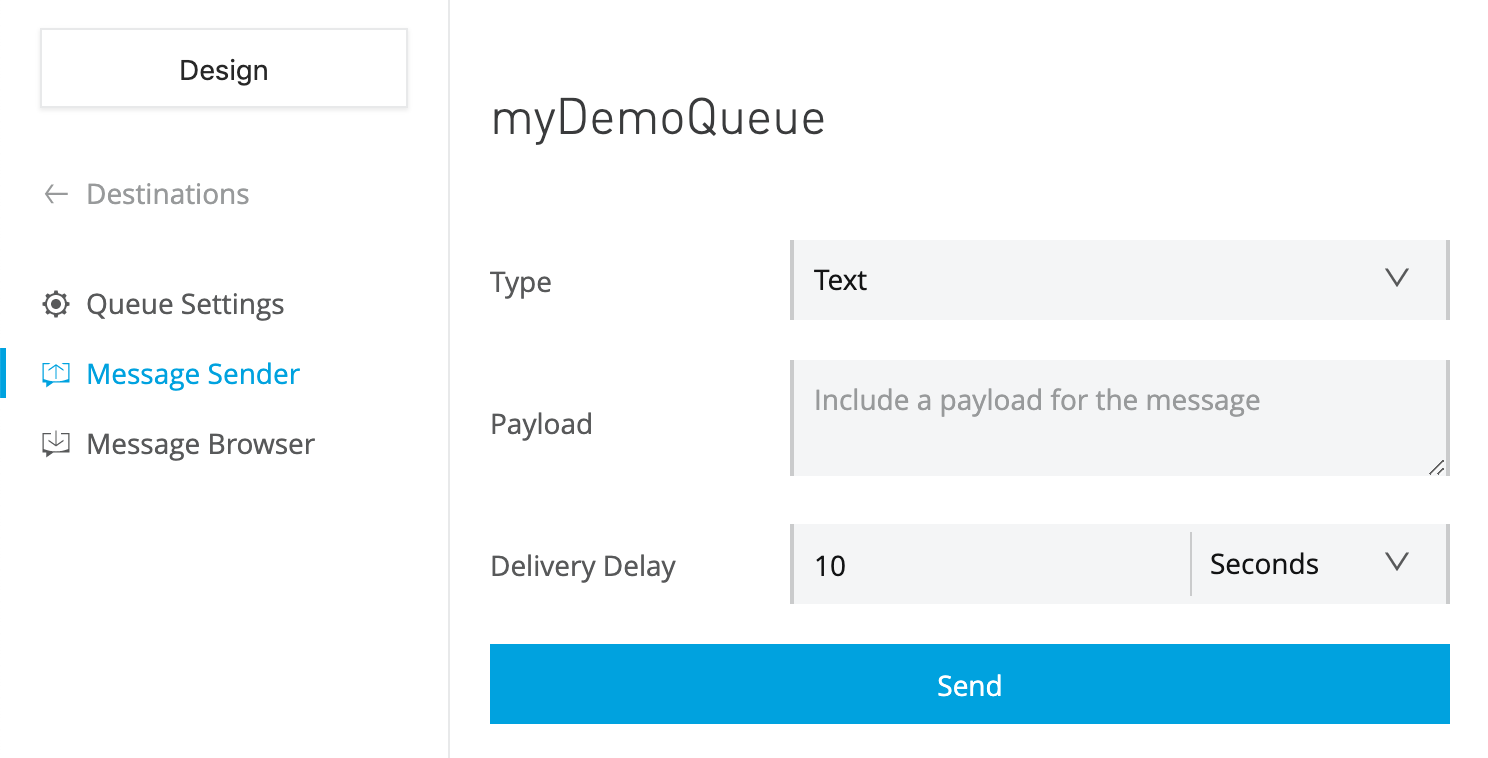 Design
Destinations
Queue Settings
Message Sender
Message Browser
myDemoQueue
Type
Text
Payload
Include a payload for the message
Delivery Delay
10
Seconds
Send